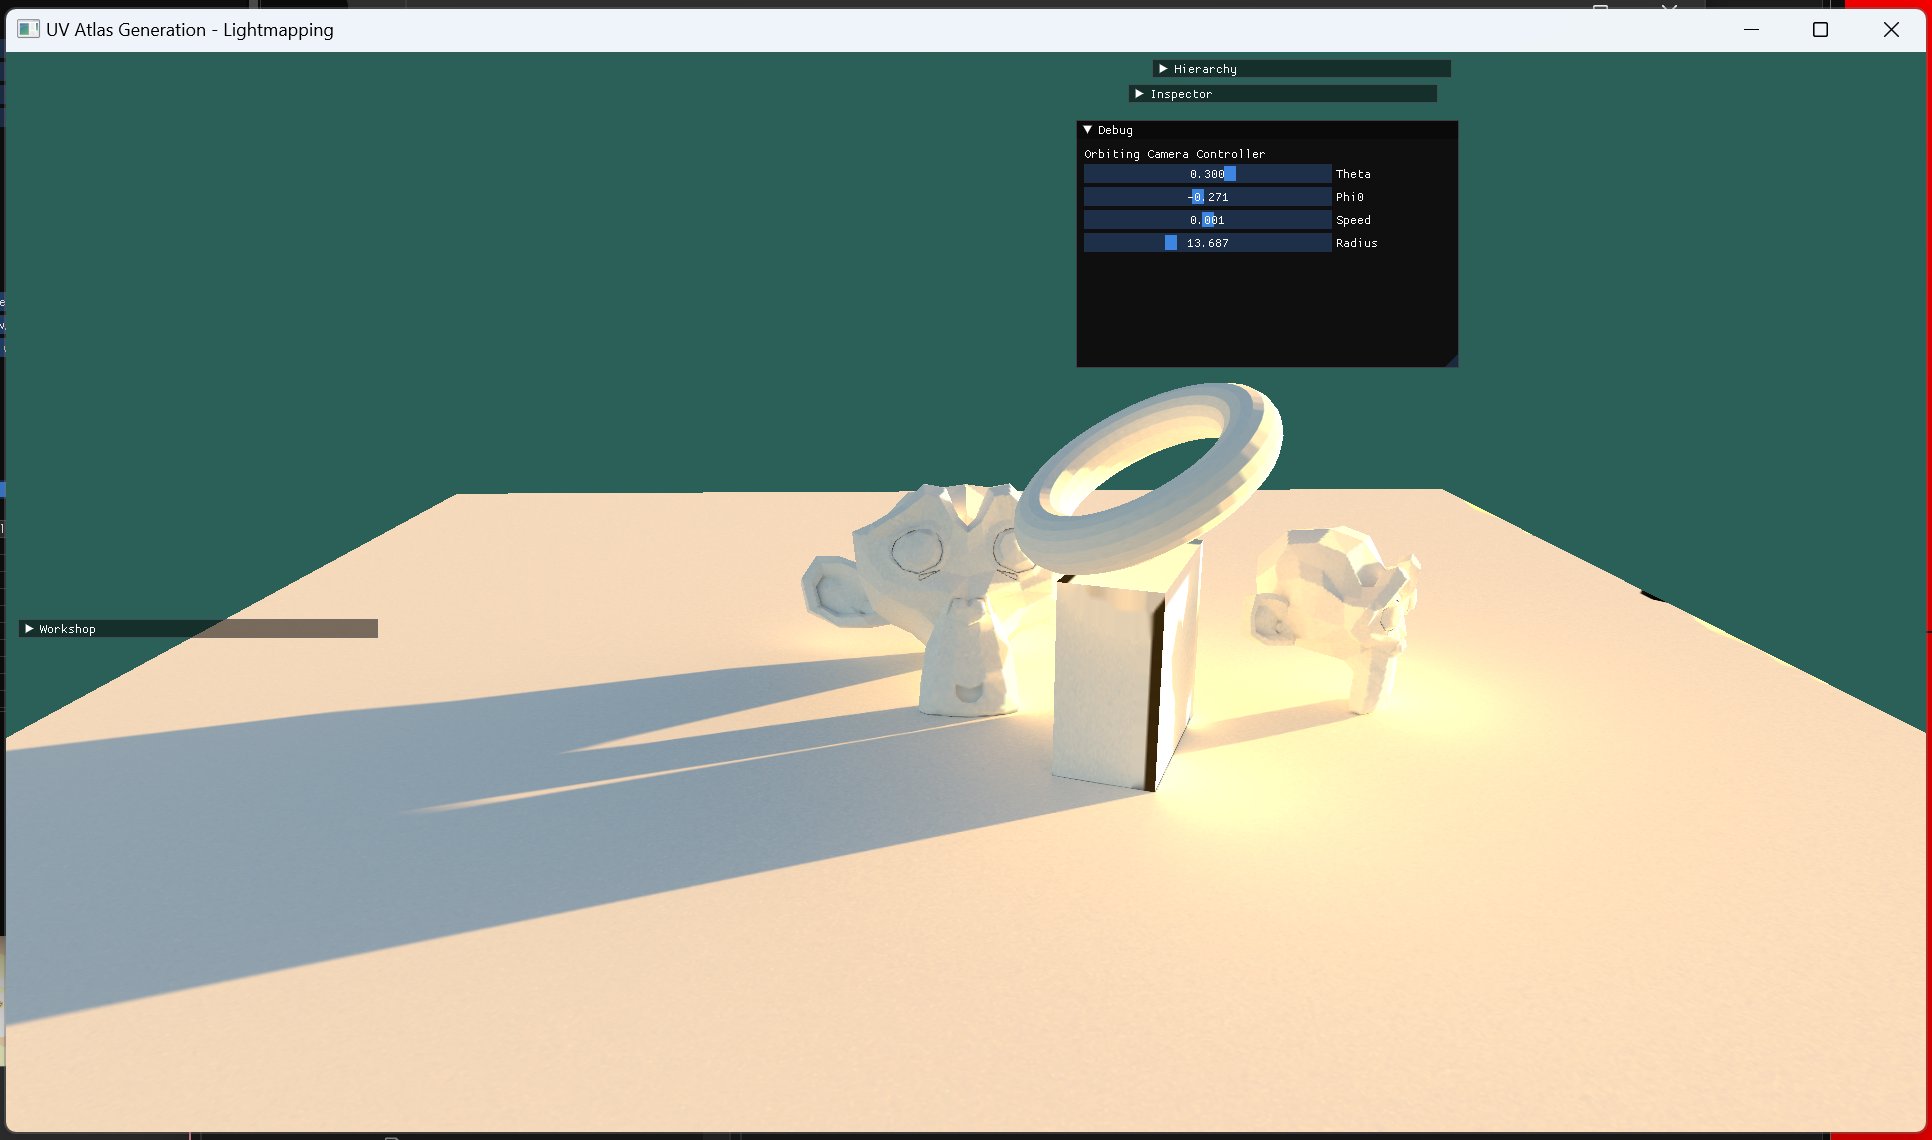 UV Atlas Generation - Lightmapping
Hierarchy
Inspector
Debug
Orbiting Camera Controller
0.300 Theta
-0.271 Phi0
0.001 Speed
13.687 Radius
Workshop